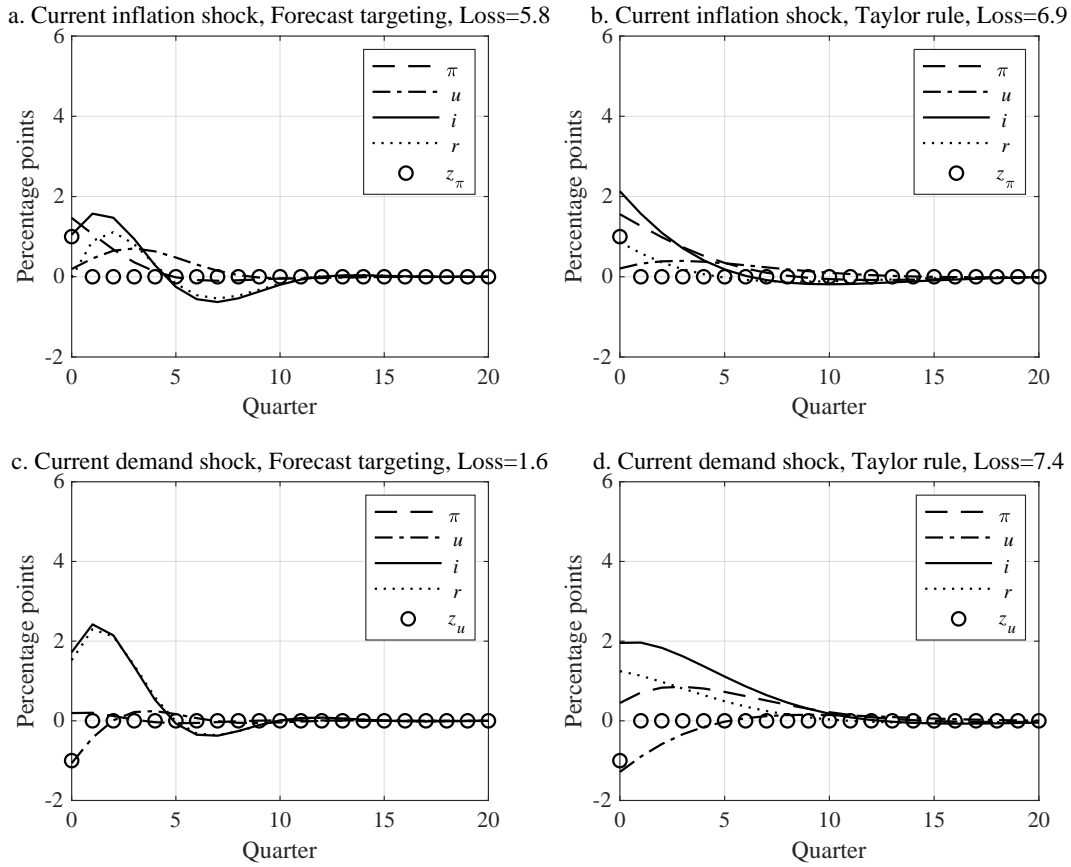 a. Current inflation shock, Forecast targeting, Loss=5.8
6
4
2
0
-2
Percentage points
π
u
i
r
z_π
0 5 10 15 20
Quarter
b. Current inflation shock, Taylor rule, Loss=6.9
6
4
2
0
-2
Percentage points
π
u
i
r
z_π
0 5 10 15 20
Quarter
c. Current demand shock, Forecast targeting, Loss=1.6
6
4
2
0
-2
Percentage points
π
u
i
r
z_u
0 5 10 15 20
Quarter
d. Current demand shock, Taylor rule, Loss=7.4
6
4
2
0
-2
Percentage points
π
u
i
r
z_u
0 5 10 15 20
Quarter